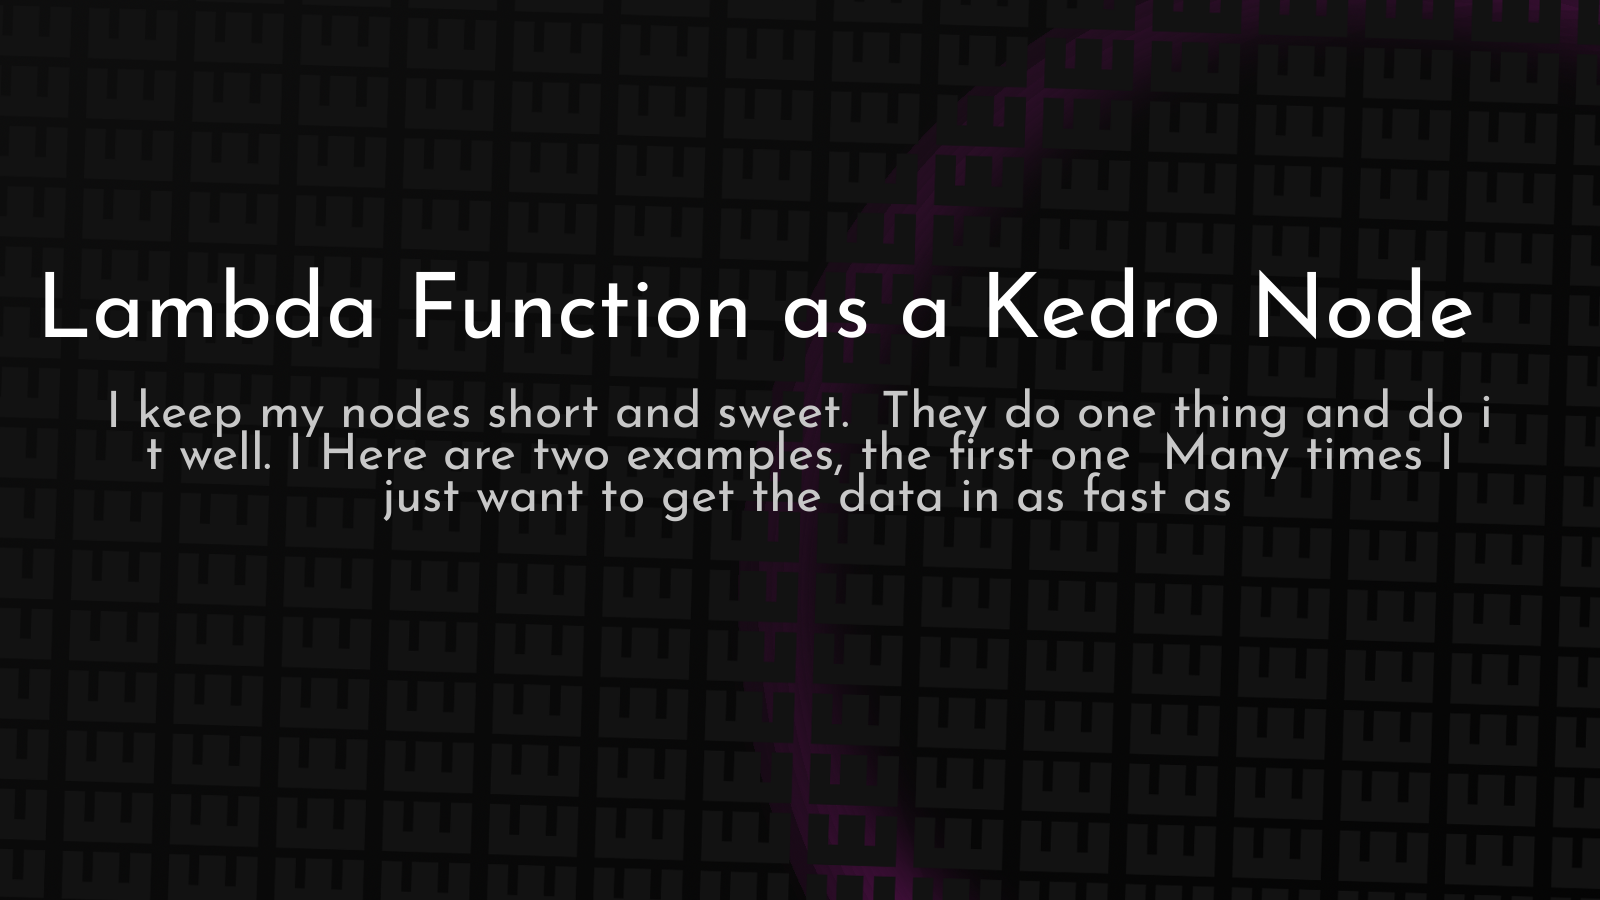 Lambda Function as a Kedro Node
I keep my nodes short and sweet.  They do one thing and do i
t well. I Here are two examples, the first one  Many times I
just want to get the data in as fast as